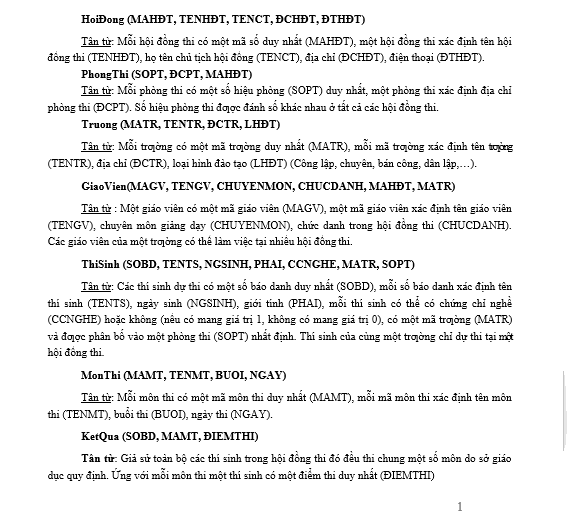 HoiĐong (MAHĐT, TENHĐT, TENCT, ĐCHĐT, ĐTHĐT)
Tân từ: Mỗi hội đồng thi có một mã số duy nhất (MAHĐT), một hội đồng thi xác định tên hội
đồng thi (TENHĐT), họ tên chủ tịch hội đồng (TENCT), địa chỉ (ĐCHĐT), điện thoại (ĐTHĐT).
PhongThi (SOPT, ĐCPT, MAHĐT)
Tân từ: Mỗi phòng thi có một số hiệu phòng (SOPT) duy nhất, một phòng thi xác định địa chỉ
phòng thi (ĐCPT). Số hiệu phòng thi đƣợc đánh số khác nhau ở tất cả các hội đồng thi.
Truong (MATR, TENTR, ĐCTR, LHĐT)
Tân từ: Mỗi trƣờng có một mã trƣờng duy nhất (MATR), mỗi mã trƣờng xác định tên trƣờng
(TENTR), địa chỉ (ĐCTR), loại hình đào tạo (LHĐT) (Công lập, chuyên, bán công, dân lập,…).
GiaoVien(MAGV, TENGV, CHUYENMON, CHUCDANH, MAHĐT, MATR)
Tân từ : Một giáo viên có một mã giáo viên (MAGV), một mã giáo viên xác định tên giáo viên
(TENGV), chuyên môn giảng dạy (CHUYENMON), chức danh trong hội đồng thi (CHUCDANH).
Các giáo viên của một trƣờng có thể làm việc tại nhiều hội đồng thi.
ThiSinh (SOBD, TENTS, NGSINH, PHAI, CCNGHE, MATR, SOPT)
Tân từ: Các thí sinh dự thi có một số báo danh duy nhất (SOBD), mỗi số báo danh xác định tên
thí sinh (TENTS), ngày sinh (NGSINH), giới tính (PHAI), mỗi thí sinh có thể có chứng chỉ nghề
(CCNGHE) hoặc không (nếu có mang giá trị 1, không có mang giá trị 0), có một mã trƣờng (MATR)
và đƣợc phân bố vào một phòng thi (SOPT) nhất định. Thí sinh của cùng một trƣờng chỉ dự thi tại một
hội đồng thi.
MonThi (MAMT, TENMT, BUOI, NGAY)
Tân từ: Mỗi môn thi có một mã môn thi duy nhất (MAMT), mỗi mã môn thi xác định tên môn
thi (TENMT), buổi thi (BUOI), ngày thi (NGAY).
KetQua (SOBD, MAMT, ĐIEMTHI)
Tân từ: Giả sử toàn bộ các thí sinh trong hội đồng thi đó đều thi chung một số môn do sở giáo
dục quy định. Ứng với mỗi môn thi một thí sinh có một điểm thi duy nhất (ĐIEMTHI)
1